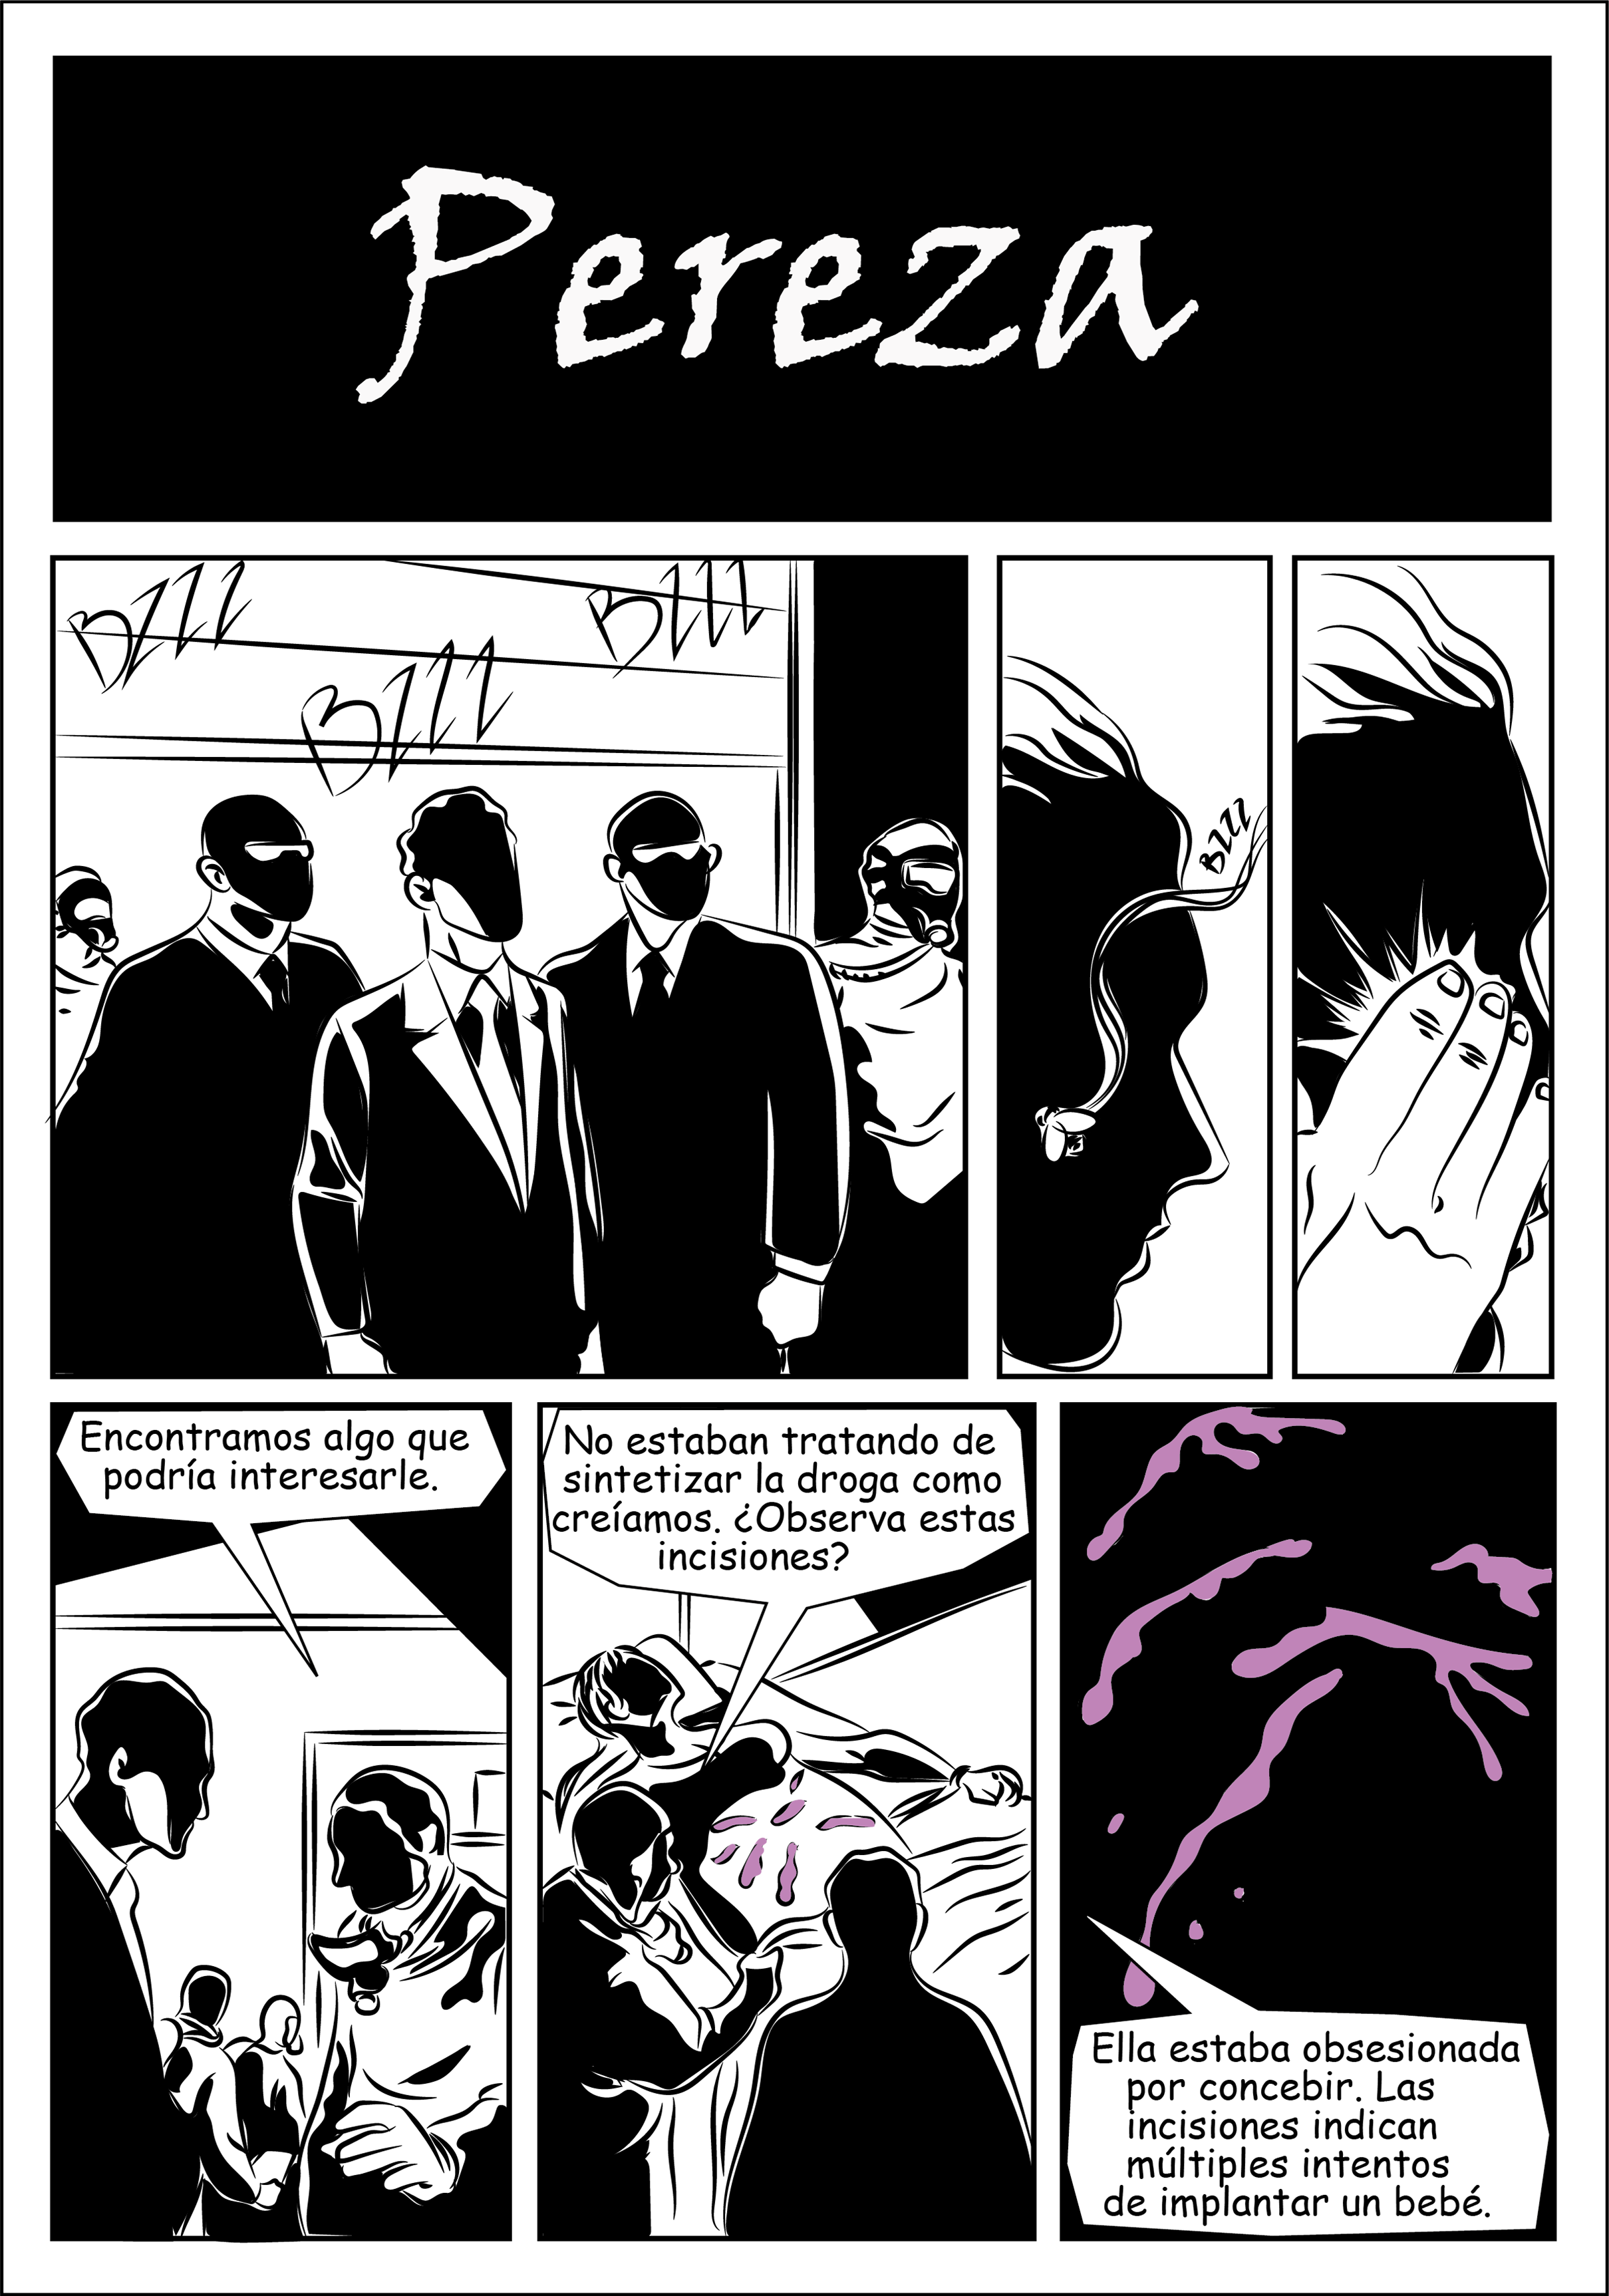 Pereza
BZZZ
BZZZ
BZZZ
BZZZ
Encontramos algo que
podría interesarle.
No estaban tratando de
sintetizar la droga como
creíamos. ¿Observa estas
incisiones?
Ella estaba obsesionada
por concebir. Las
incisiones indican
múltiples intentos
de implantar un bebé.